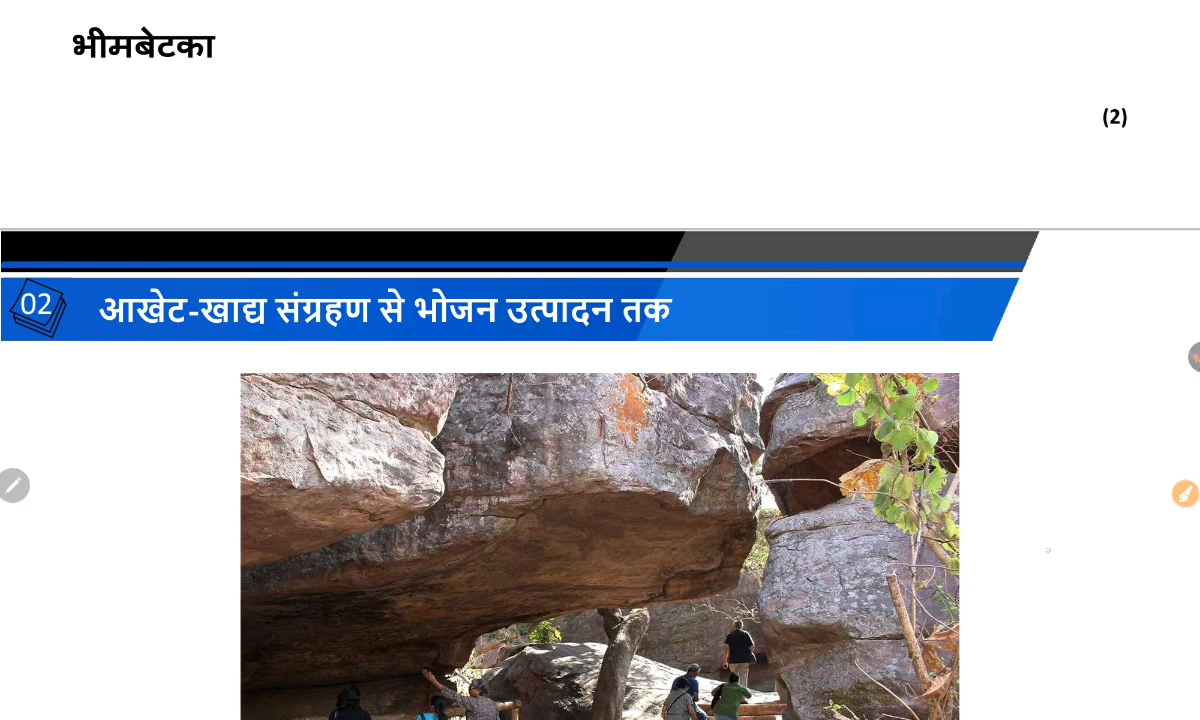 भीमबेटका
(2)
02
आखेट-खाद्य संग्रहण से भोजन उत्पादन तक